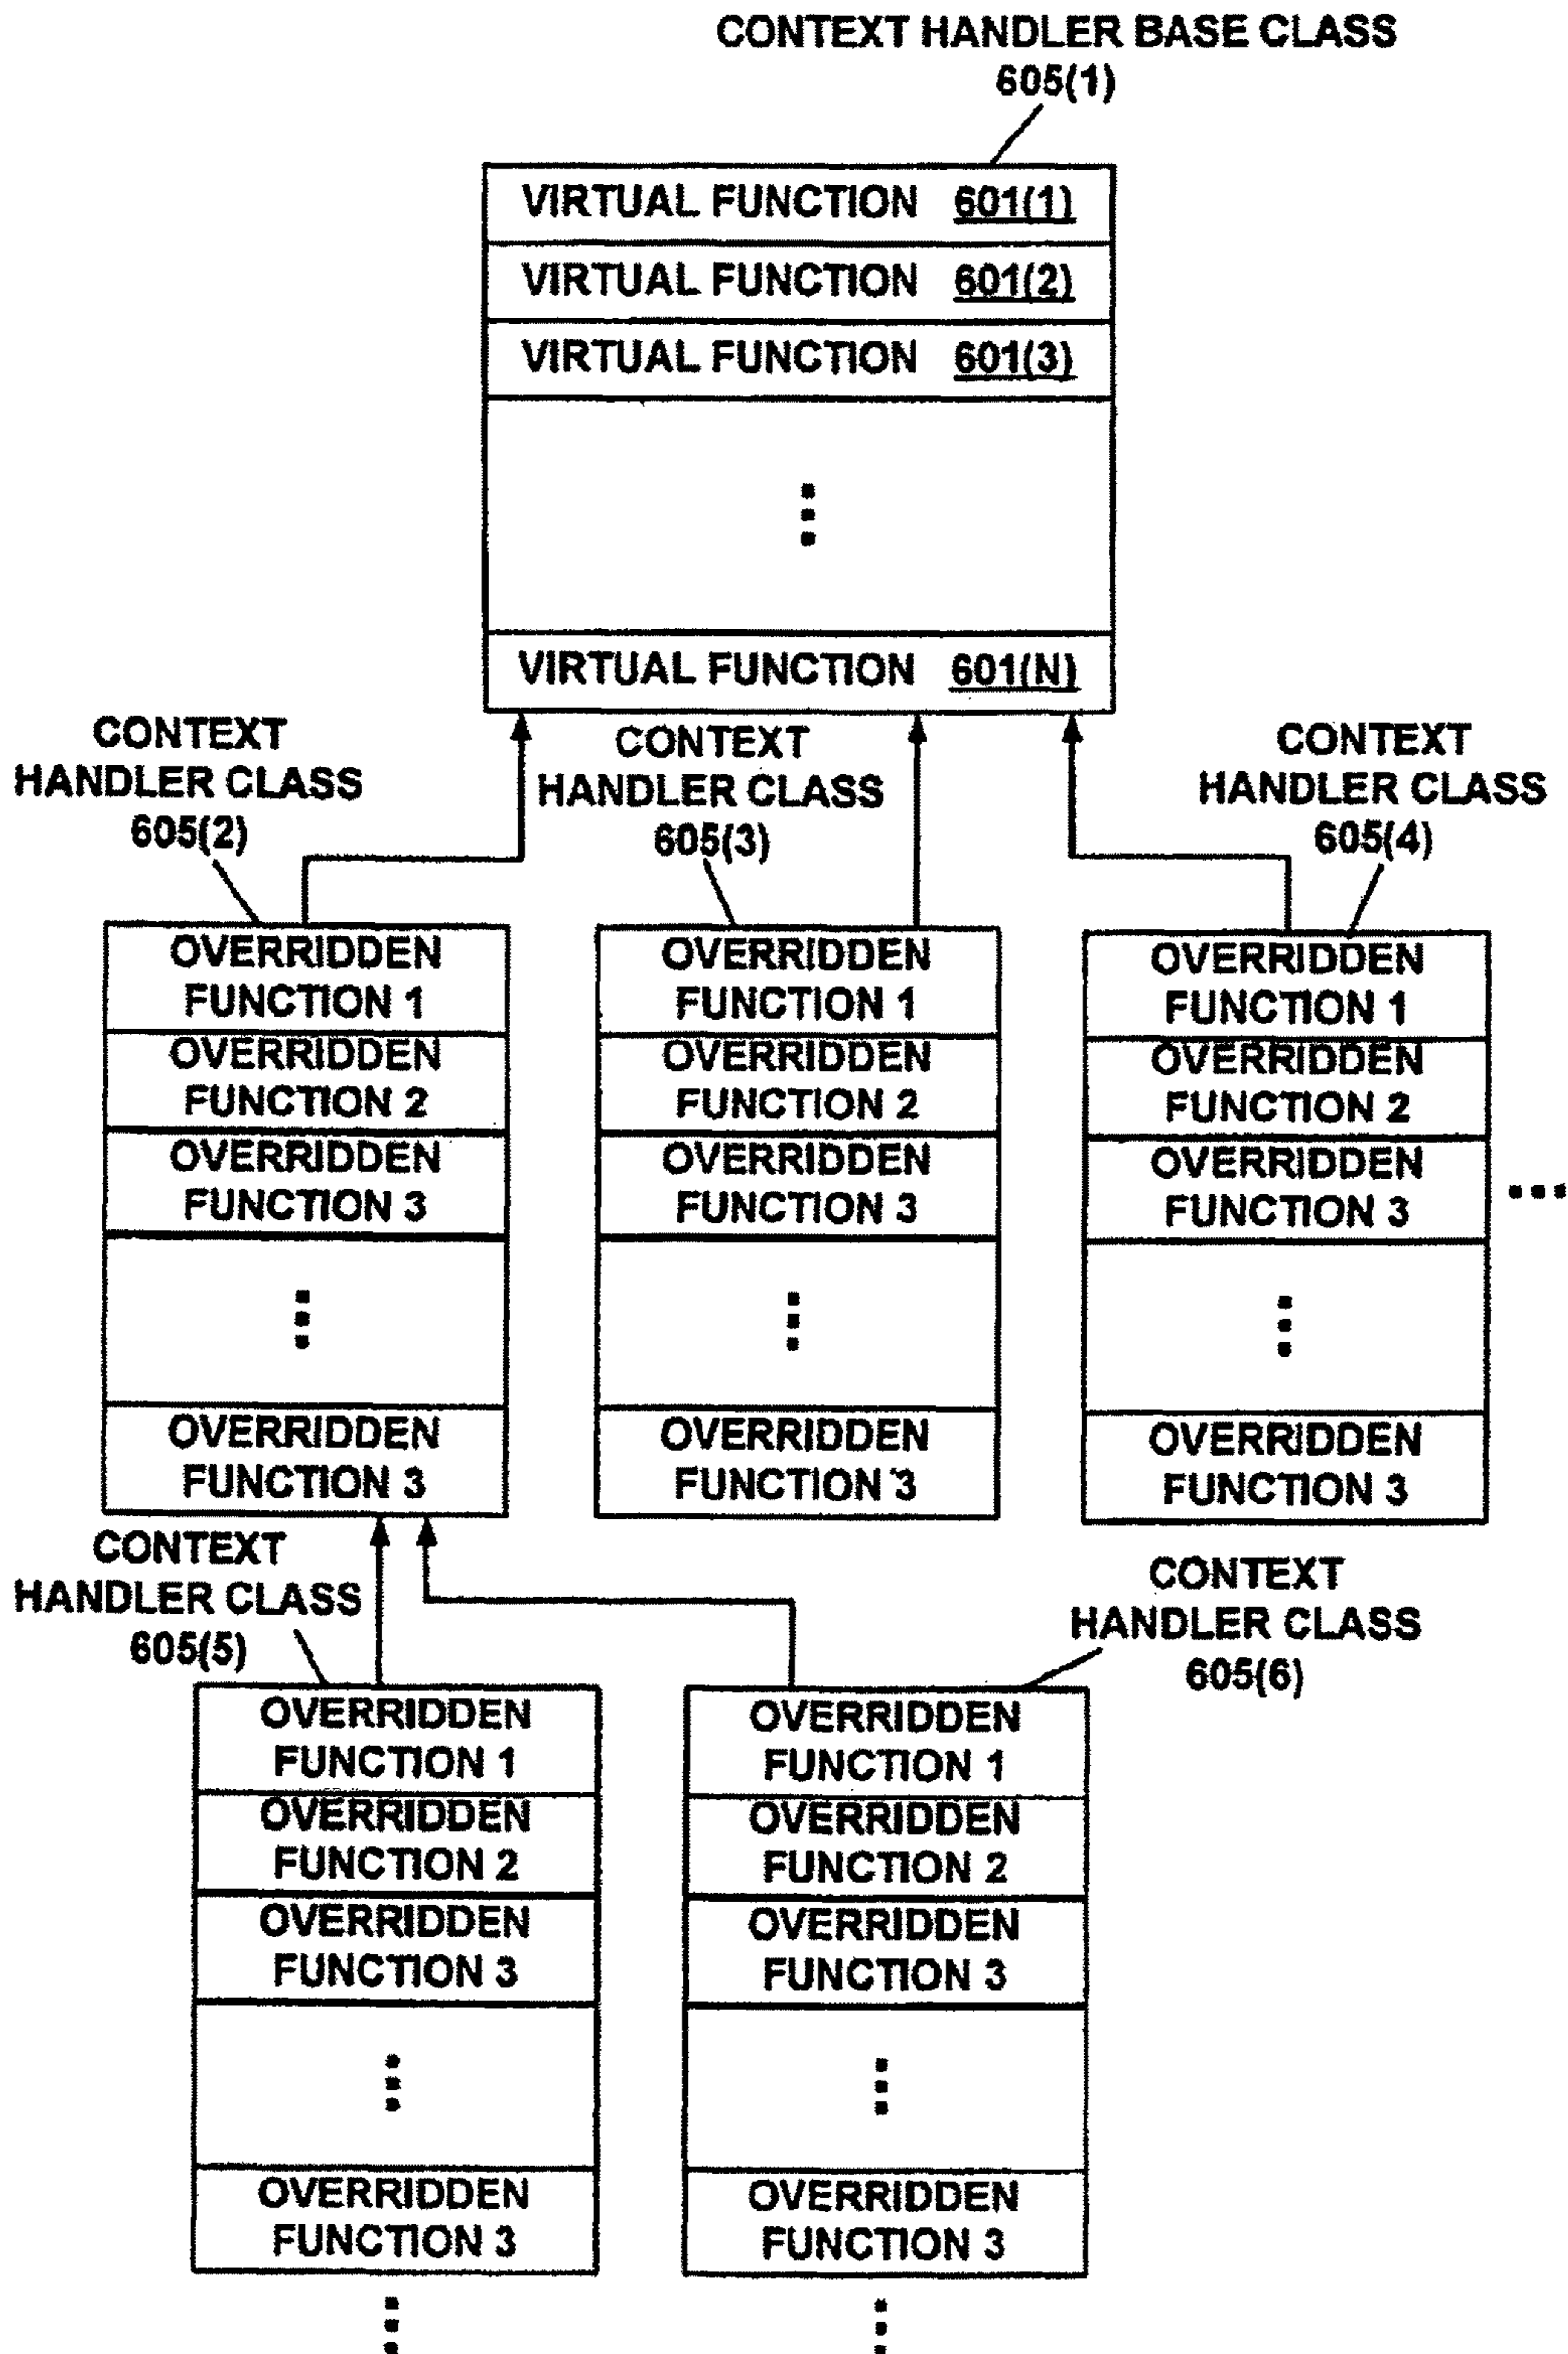 CONTEXT HANDLER BASE CLASS
605(1)
VIRTUAL FUNCTION 601(1)
VIRTUAL FUNCTION 601(2)
VIRTUAL FUNCTION 601(3)
VIRTUAL FUNCTION 601(N)
CONTEXT
HANDLER CLASS
605(2)
CONTEXT
HANDLER CLASS
605(3)
CONTEXT
HANDLER CLASS
605(4)
OVERRIDDEN
FUNCTION 1
OVERRIDDEN
FUNCTION 2
OVERRIDDEN
FUNCTION 3
OVERRIDDEN
FUNCTION 3
OVERRIDDEN
FUNCTION 1
OVERRIDDEN
FUNCTION 2
OVERRIDDEN
FUNCTION 3
OVERRIDDEN
FUNCTION 3
OVERRIDDEN
FUNCTION 1
OVERRIDDEN
FUNCTION 2
OVERRIDDEN
FUNCTION 3
OVERRIDDEN
FUNCTION 3
CONTEXT
HANDLER CLASS
605(5)
CONTEXT
HANDLER CLASS
605(6)
OVERRIDDEN
FUNCTION 1
OVERRIDDEN
FUNCTION 2
OVERRIDDEN
FUNCTION 3
OVERRIDDEN
FUNCTION 3
OVERRIDDEN
FUNCTION 1
OVERRIDDEN
FUNCTION 2
OVERRIDDEN
FUNCTION 3
OVERRIDDEN
FUNCTION 3